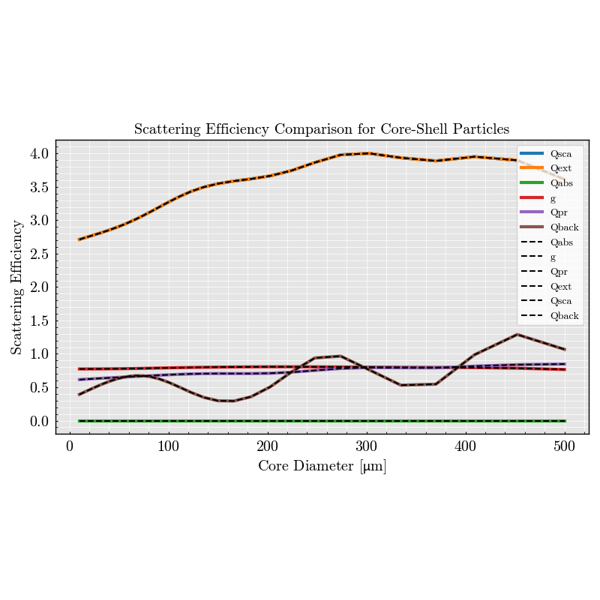 Scattering Efficiency Comparison for Core-Shell Particles
Scattering Efficiency
4.0
3.5
3.0
2.5
2.0
1.5
1.0
0.5
0.0
Qsca
Qext
Qabs
g
Qpr
Qback
Qabs
g
Qpr
Qext
Qsca
Qback
0 100 200 300 400 500
Core Diameter [µm]